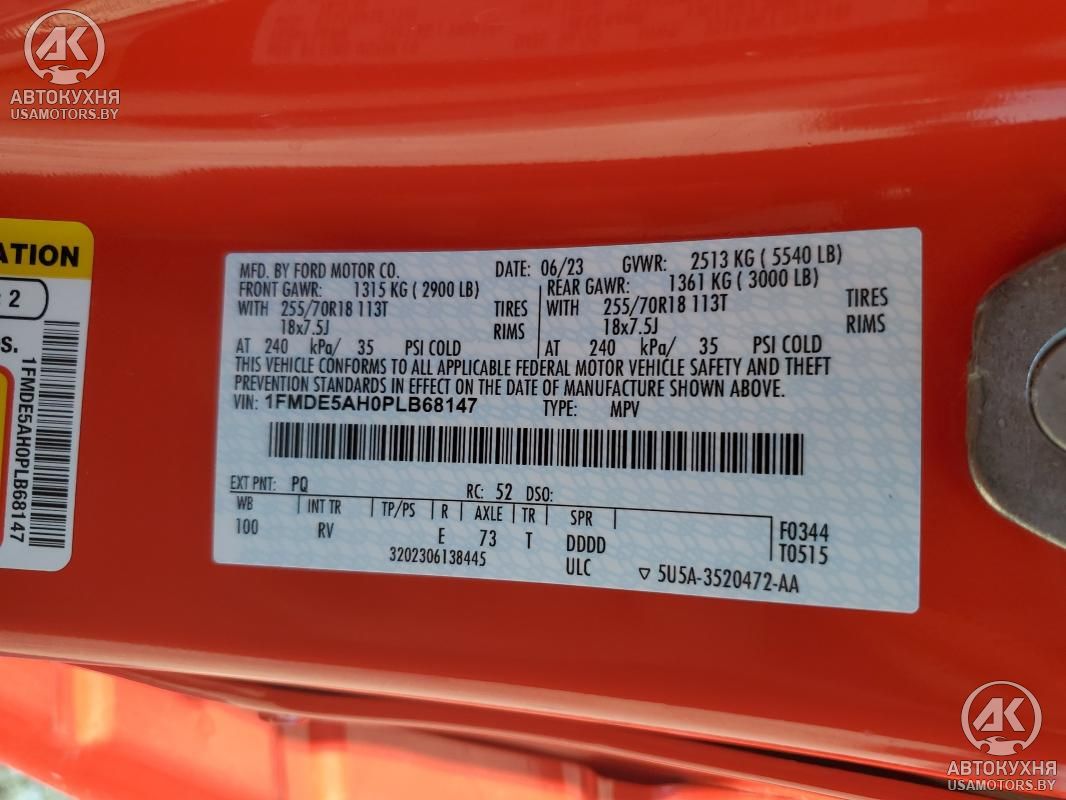 АК
АВТОКУХНЯ
USAMOTORS.BY
ATION
2
S.
1FMDE5AH0PLB68147
MFD. BY FORD MOTOR CO. DATE: 06/23 GVWR: 2513 KG ( 5540 LB)
FRONT GAWR: 1315 KG ( 2900 LB) REAR GAWR: 1361 KG ( 3000 LB)
WITH 255/70R18 113T TIRES WITH 255/70R18 113T TIRES
18x7.5J RIMS 18x7.5J RIMS
AT 240 kPa/ 35 PSI COLD AT 240 kPa/ 35 PSI COLD
THIS VEHICLE CONFORMS TO ALL APPLICABLE FEDERAL MOTOR VEHICLE SAFETY AND THEFT
PREVENTION STANDARDS IN EFFECT ON THE DATE OF MANUFACTURE SHOWN ABOVE.
VIN: 1FMDE5AH0PLB68147 TYPE: MPV
EXT PNT: PQ RC: 52 DSO:
WB INT TR TP/PS R AXLE TR SPR F0344
100 RV E 73 T DDDD T0515
3202306138445 ULC ▽ 5U5A-3520472-AA
АК
АВТОКУХНЯ
USAMOTORS.BY